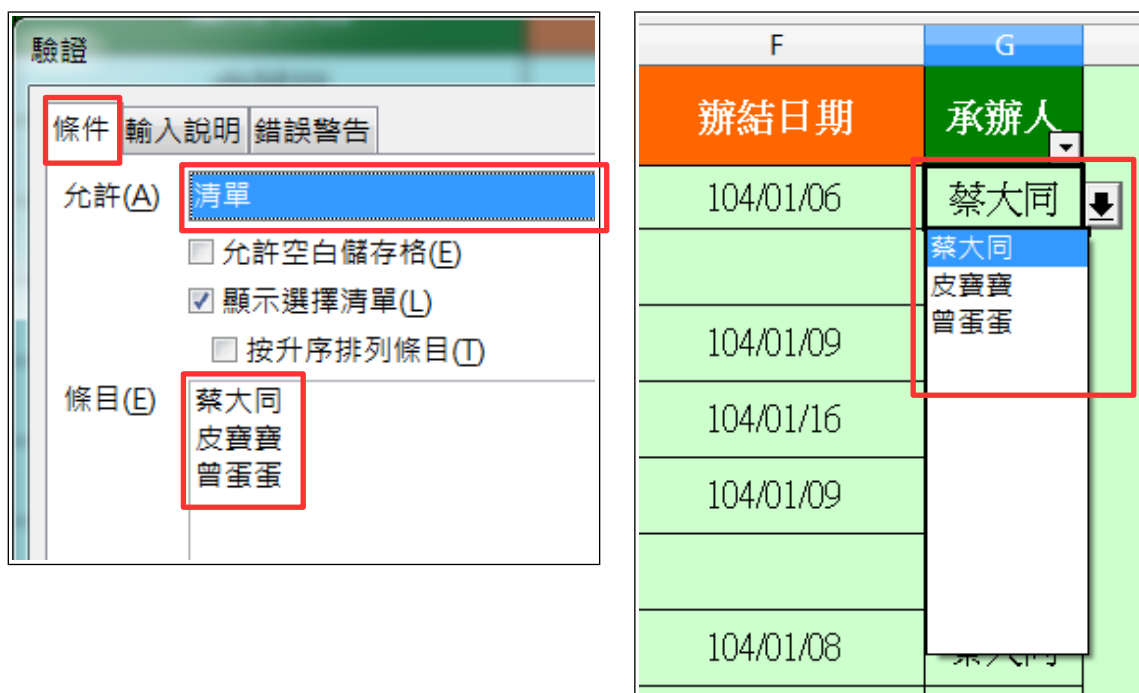 驗證
條件 輸入說明 錯誤警告
允許(A) 清單
允許空白儲存格(E)
顯示選擇清單(L)
按升序排列條目(T)
條目(E) 蔡大同
皮寶寶
曾蛋蛋
F G
辦結日期 承辦人
104/01/06 蔡大同
蔡大同
皮寶寶
曾蛋蛋
104/01/09
104/01/16
104/01/09
104/01/08